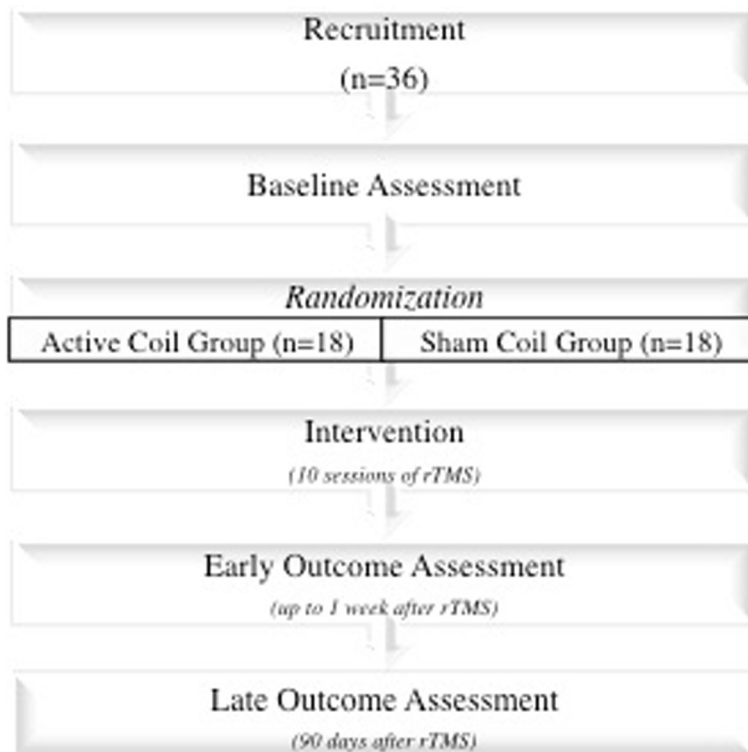 Recruitment
(n=36)
Baseline Assessment
Randomization
Active Coil Group (n=18) Sham Coil Group (n=18)
Intervention
(10 sessions of rTMS)
Early Outcome Assessment
(up to 1 week after rTMS)
Late Outcome Assessment
(90 days after rTMS)